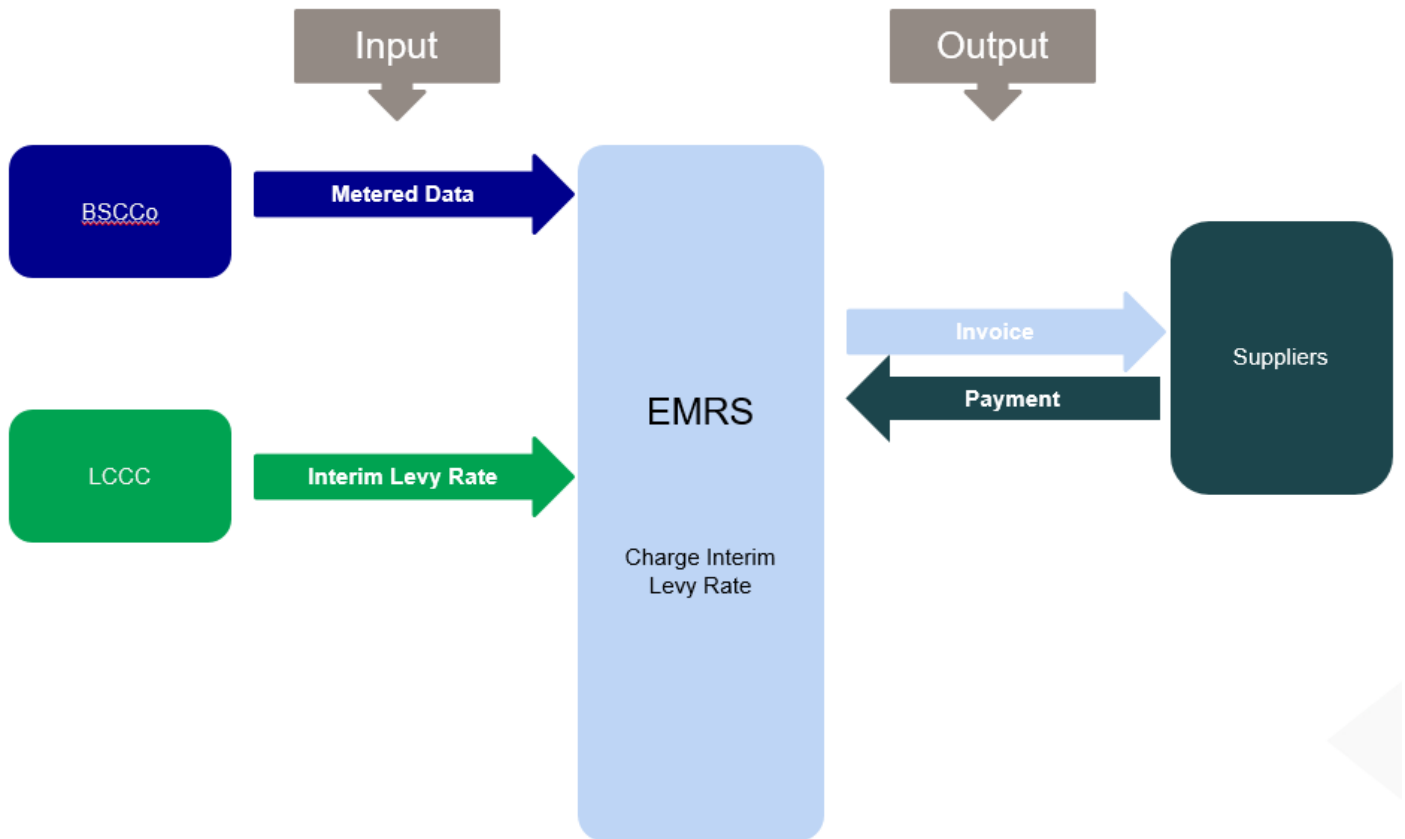 Input
Output
BSCCo
Metered Data
Invoice
Suppliers
Payment
EMRS
LCCC
Interim Levy Rate
Charge Interim
Levy Rate